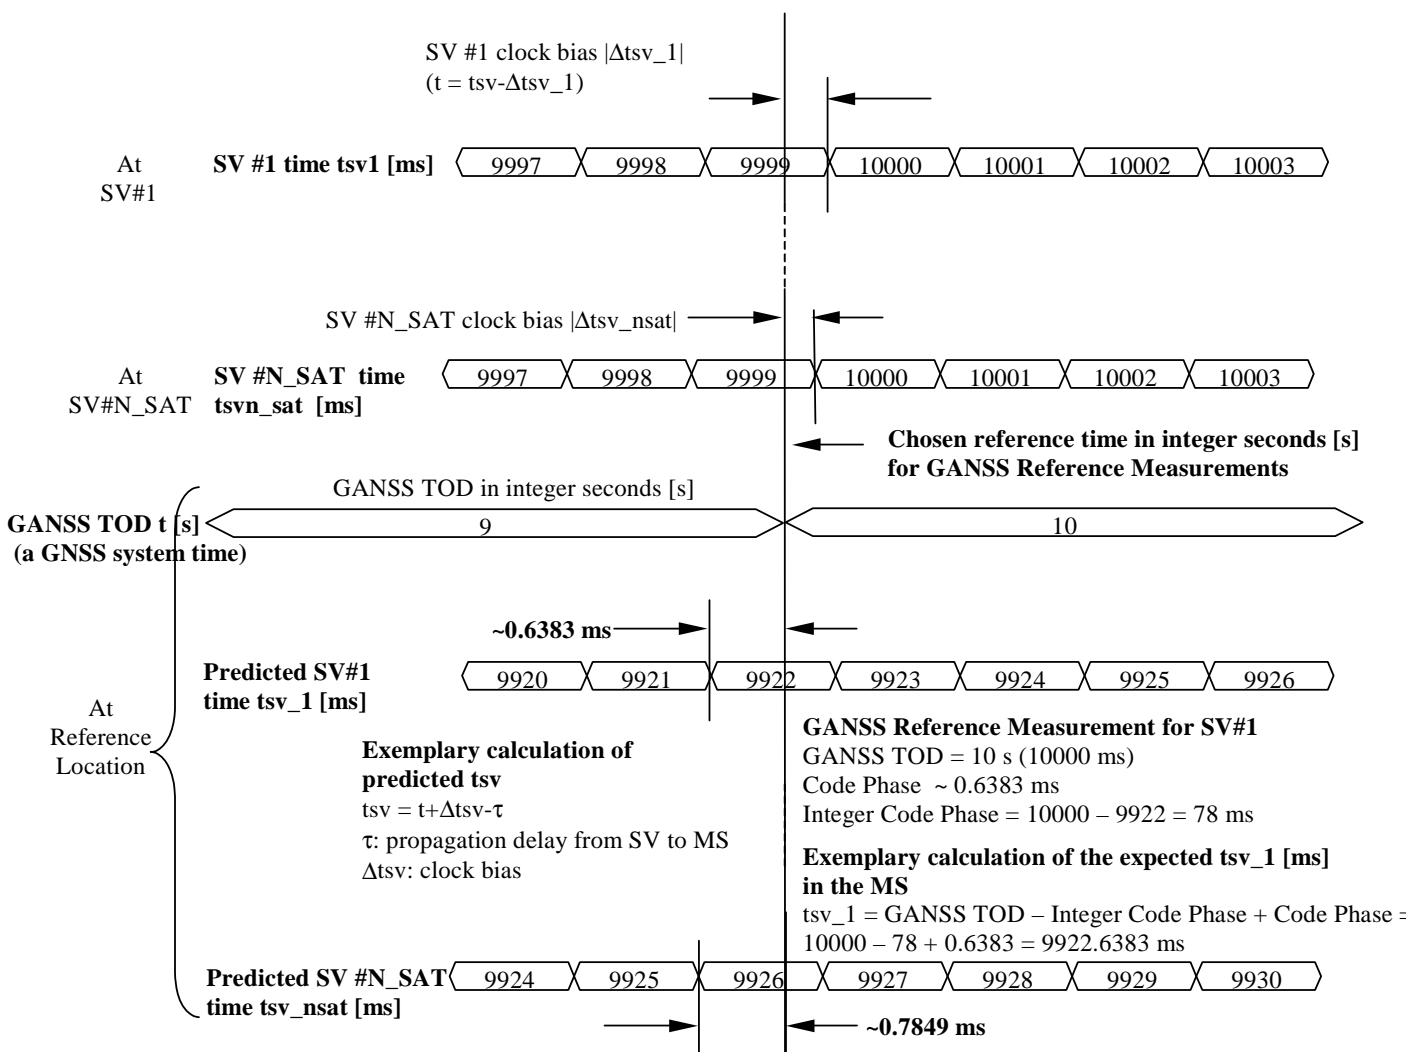 SV #1 clock bias |Δtsv_1|
(t = tsv-Δtsv_1)
At
SV#1
SV #1 time tsv1 [ms]
9997 9998 9999 10000 10001 10002 10003
SV #N_SAT clock bias |Δtsv_nsat|
At
SV#N_SAT
SV #N_SAT time
tsvn_sat [ms]
9997 9998 9999 10000 10001 10002 10003
Chosen reference time in integer seconds [s]
for GANSS Reference Measurements
GANSS TOD in integer seconds [s]
GANSS TOD t [s]
(a GNSS system time)
9 10
~0.6383 ms
Predicted SV#1
time tsv_1 [ms]
9920 9921 9922 9923 9924 9925 9926
At
Reference
Location
Exemplary calculation of
predicted tsv
tsv = t+Δtsv-τ
τ: propagation delay from SV to MS
Δtsv: clock bias
GANSS Reference Measurement for SV#1
GANSS TOD = 10 s (10000 ms)
Code Phase ~ 0.6383 ms
Integer Code Phase = 10000 – 9922 = 78 ms
Exemplary calculation of the expected tsv_1 [ms]
in the MS
tsv_1 = GANSS TOD – Integer Code Phase + Code Phase =
10000 – 78 + 0.6383 = 9922.6383 ms
Predicted SV #N_SAT
time tsv_nsat [ms]
9924 9925 9926 9927 9928 9929 9930
~0.7849 ms